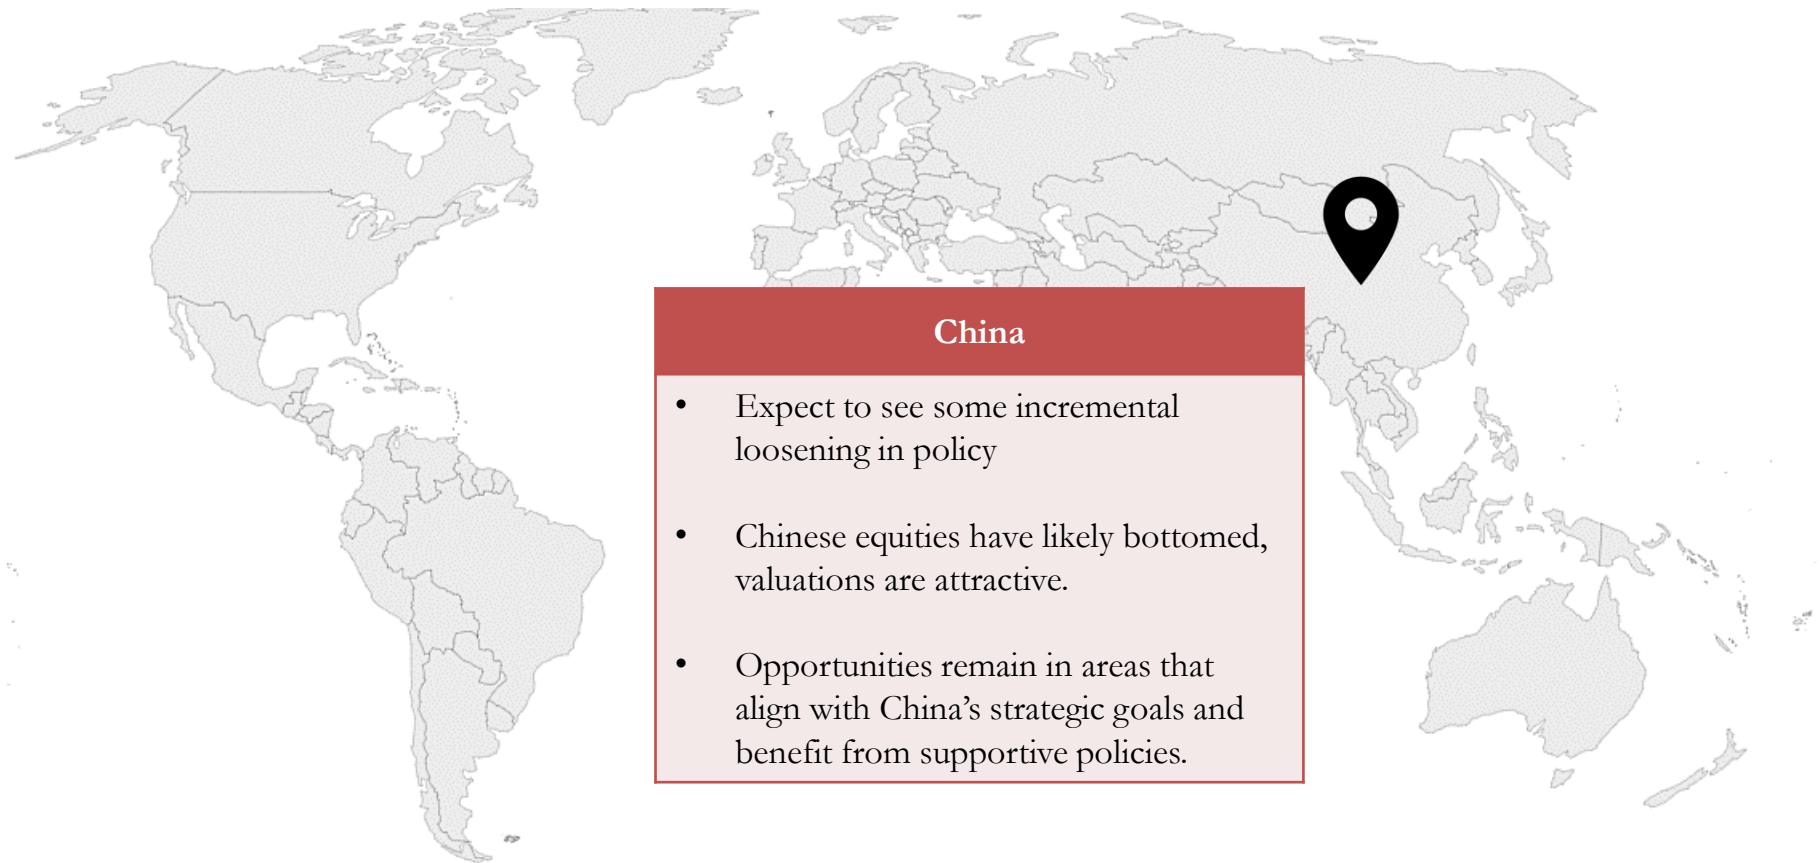 China
• Expect to see some incremental
loosening in policy
• Chinese equities have likely bottomed,
valuations are attractive.
• Opportunities remain in areas that
align with China’s strategic goals and
benefit from supportive policies.